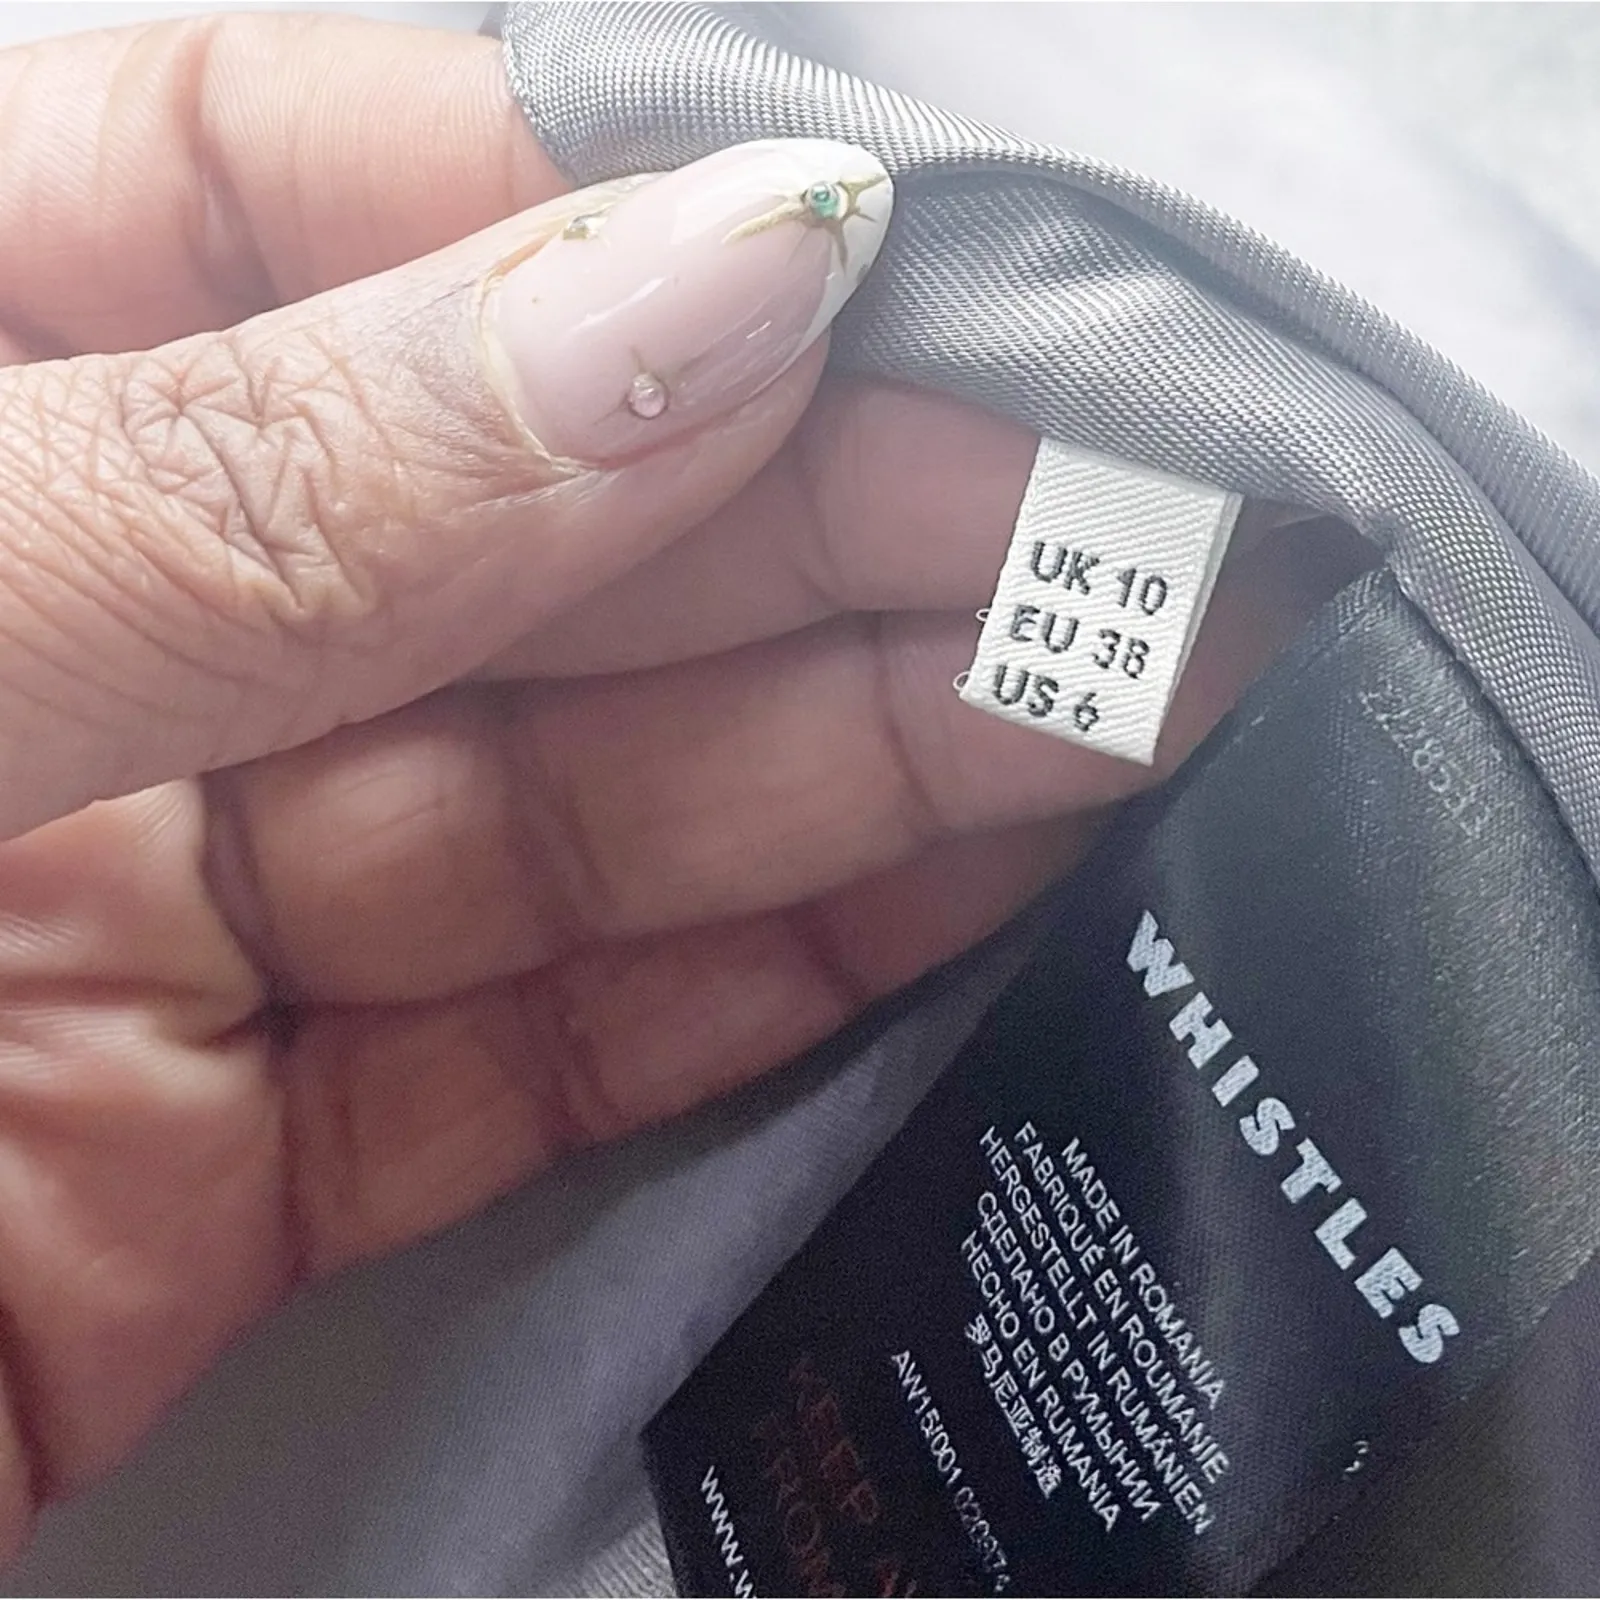 UK 10
EU 38
US 6
WHISTLES
MADE IN ROMANIA
FABRIQUÉ EN ROUMANIE
HERGESTELLT IN RUMÄNIEN
СДЕЛАНО В РУМЫНИИ
HECHO EN RUMANIA
罗马尼亚制造
KEEP